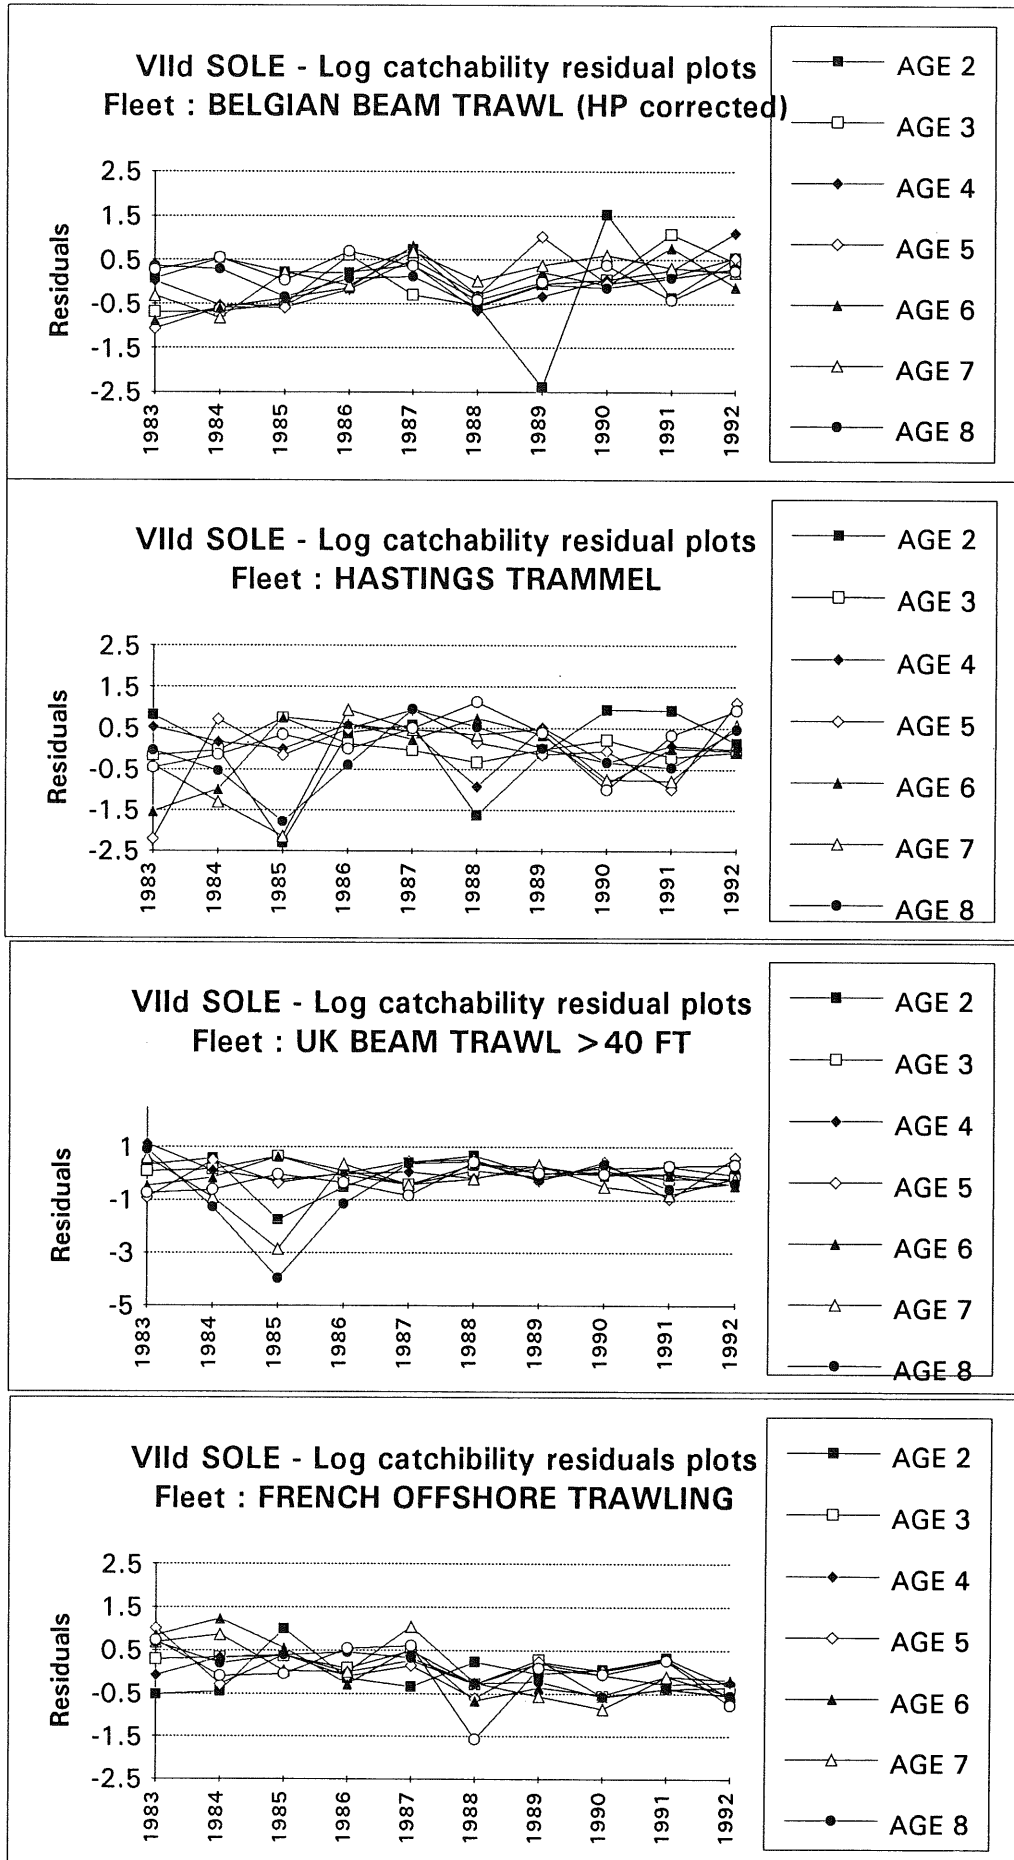 VIId SOLE - Log catchability residual plots
Fleet : BELGIAN BEAM TRAWL (HP corrected)
Residuals
2.5
1.5
0.5
-0.5
-1.5
-2.5
1983
1984
1985
1986
1987
1988
1989
1990
1991
1992
AGE 2
AGE 3
AGE 4
AGE 5
AGE 6
AGE 7
AGE 8
VIId SOLE - Log catchability residual plots
Fleet : HASTINGS TRAMMEL
Residuals
2.5
1.5
0.5
-0.5
-1.5
-2.5
1983
1984
1985
1986
1987
1988
1989
1990
1991
1992
AGE 2
AGE 3
AGE 4
AGE 5
AGE 6
AGE 7
AGE 8
VIId SOLE - Log catchability residual plots
Fleet : UK BEAM TRAWL >40 FT
Residuals
1
-1
-3
-5
1983
1984
1985
1986
1987
1988
1989
1990
1991
1992
AGE 2
AGE 3
AGE 4
AGE 5
AGE 6
AGE 7
AGE 8
VIId SOLE - Log catchibility residuals plots
Fleet : FRENCH OFFSHORE TRAWLING
Residuals
2.5
1.5
0.5
-0.5
-1.5
-2.5
1983
1984
1985
1986
1987
1988
1989
1990
1991
1992
AGE 2
AGE 3
AGE 4
AGE 5
AGE 6
AGE 7
AGE 8